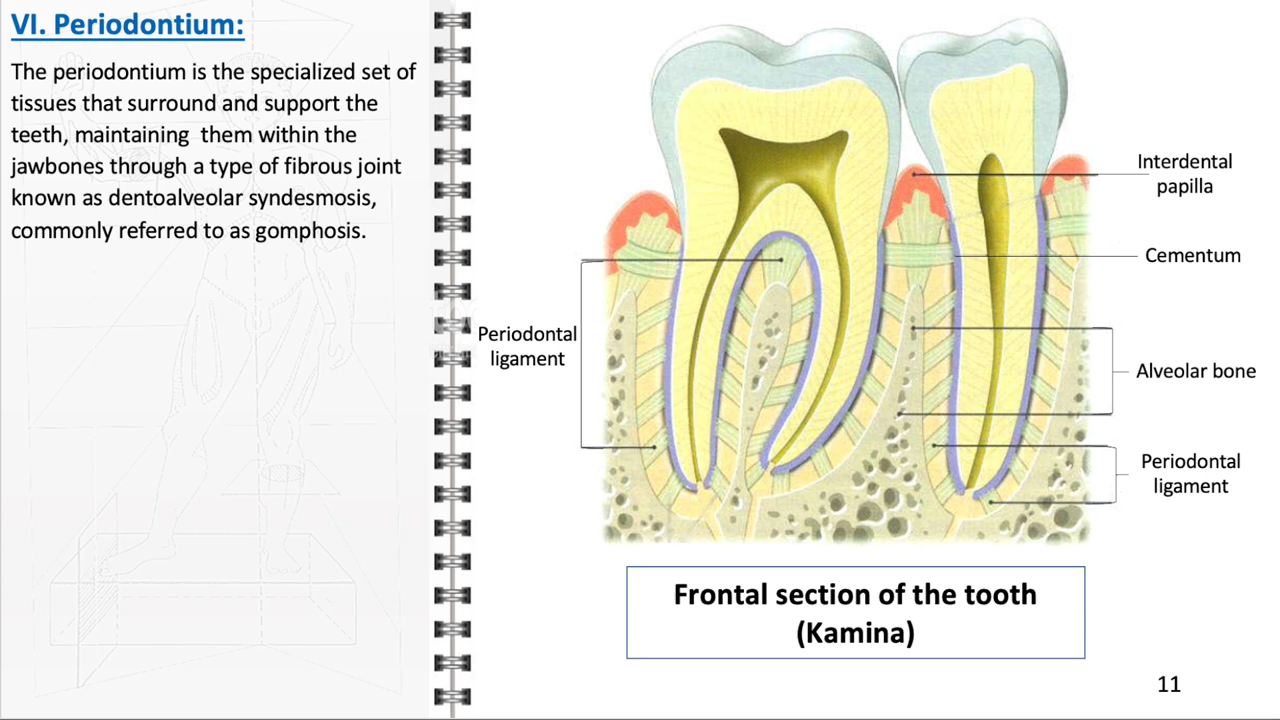 VI. Periodontium:
The periodontium is the specialized set of
tissues that surround and support the
teeth, maintaining  them within the
jawbones through a type of fibrous joint
known as dentoalveolar syndesmosis,
commonly referred to as gomphosis.
Interdental
papilla
Cementum
Periodontal
ligament
Alveolar bone
Periodontal
ligament
Frontal section of the tooth
(Kamina)
11